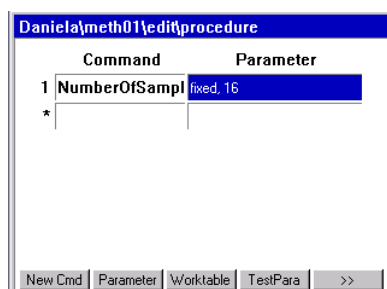 Daniela\meth01\edit\procedure
Command Parameter
1 NumberOfSampl fixed, 16
*
New Cmd Parameter Worktable TestPara >>